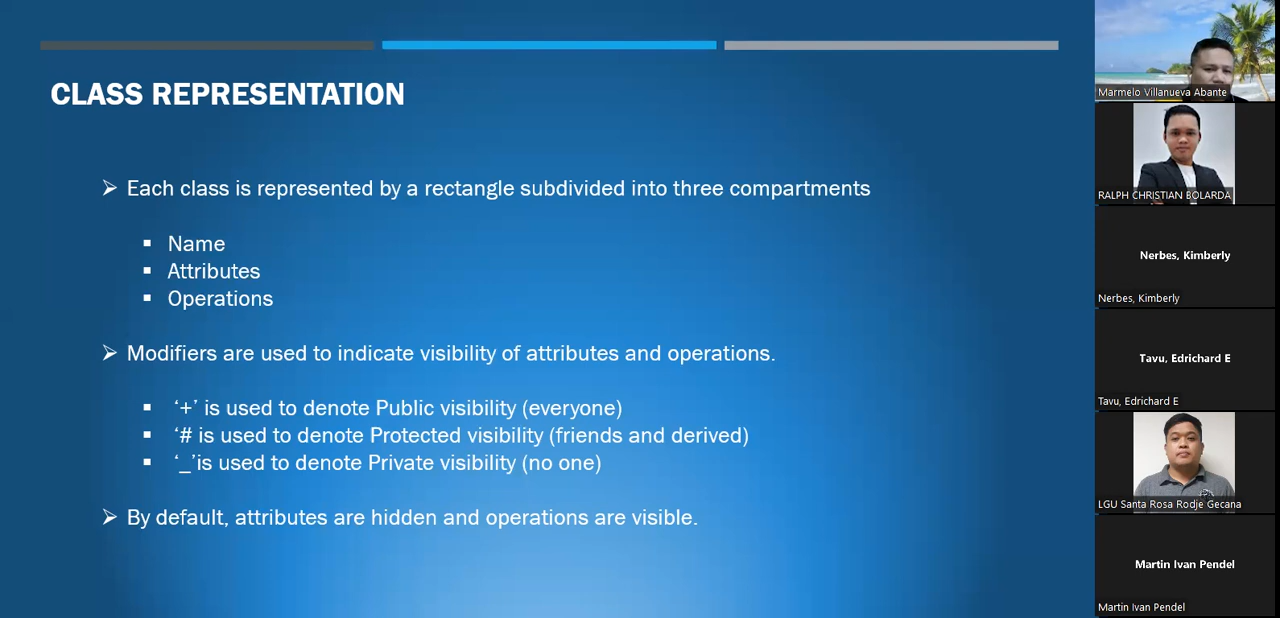 CLASS REPRESENTATION
Each class is represented by a rectangle subdivided into three compartments
Name
Attributes
Operations
Modifiers are used to indicate visibility of attributes and operations.
‘+’ is used to denote Public visibility (everyone)
‘# is used to denote Protected visibility (friends and derived)
‘_’is used to denote Private visibility (no one)
By default, attributes are hidden and operations are visible.
Marmelo Villanueva Abante
RALPH CHRISTIAN BOLARDA
Nerbes, Kimberly
Nerbes, Kimberly
Tavu, Edrichard E
Tavu, Edrichard E
LGU Santa Rosa Rodje Gecana
Martin Ivan Pendel
Martin Ivan Pendel